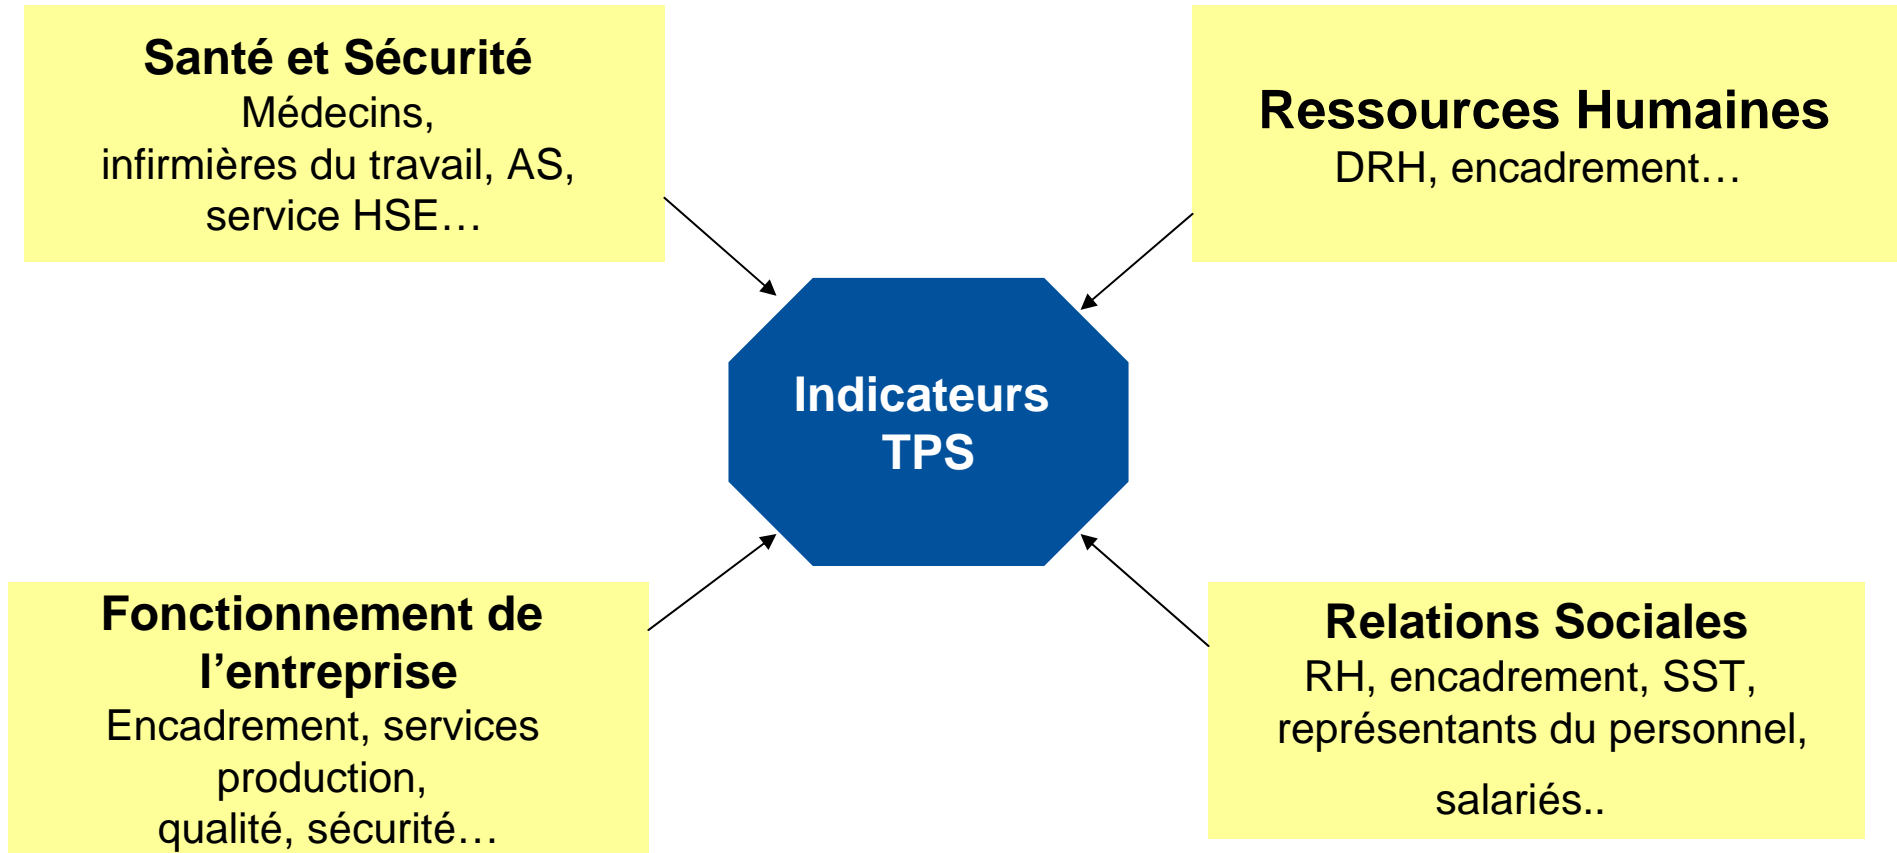 Santé et Sécurité
Médecins,
infirmières du travail, AS,
service HSE…
Ressources Humaines
DRH, encadrement…
Indicateurs
TPS
Fonctionnement de
l’entreprise
Encadrement, services
production,
qualité, sécurité…
Relations Sociales
RH, encadrement, SST,
représentants du personnel,
salariés..